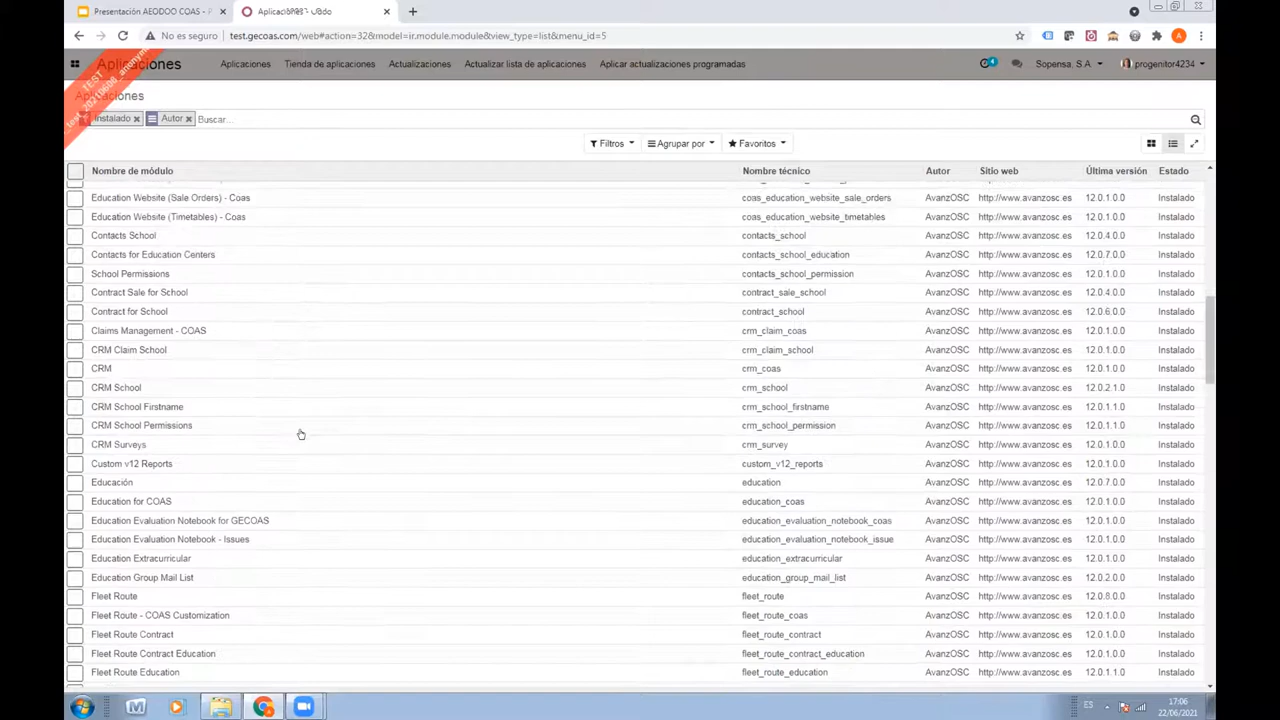 Presentación AEODOO COAS -
No es seguro test.gecoas.com/web#action=32&model=ir.module.module&view_type=list&menu_id=5
Aplicaciones Aplicaciones Tienda de aplicaciones Actualizaciones Actualizar lista de aplicaciones Aplicar actualizaciones programadas 4 Sopensa, S.A progenitor4234
TEST
Aplicaciones
Instalado Autor Buscar...
Filtros Agrupar por Favoritos
Nombre de módulo Nombre técnico Autor Sitio web Última versión Estado
Education Website (Sale Orders) - Coas coas_education_website_sale_orders AvanzOSC http://www.avanzosc.es 12.0.1.0.0 Instalado
Education Website (Timetables) - Coas coas_education_website_timetables AvanzOSC http://www.avanzosc.es 12.0.1.0.0 Instalado
Contacts School contacts_school AvanzOSC http://www.avanzosc.es 12.0.4.0.0 Instalado
Contacts for Education Centers contacts_school_education AvanzOSC http://www.avanzosc.es 12.0.7.0.0 Instalado
School Permissions contacts_school_permission AvanzOSC http://www.avanzosc.es 12.0.1.0.0 Instalado
Contract Sale for School contract_sale_school AvanzOSC http://www.avanzosc.es 12.0.4.0.0 Instalado
Contract for School contract_school AvanzOSC http://www.avanzosc.es 12.0.6.0.0 Instalado
Claims Management - COAS crm_claim_coas AvanzOSC http://www.avanzosc.es 12.0.1.0.0 Instalado
CRM Claim School crm_claim_school AvanzOSC http://www.avanzosc.es 12.0.1.0.0 Instalado
CRM crm_coas AvanzOSC http://www.avanzosc.es 12.0.1.0.0 Instalado
CRM School crm_school AvanzOSC http://www.avanzosc.es 12.0.2.1.0 Instalado
CRM School Firstname crm_school_firstname AvanzOSC http://www.avanzosc.es 12.0.1.1.0 Instalado
CRM School Permissions crm_school_permission AvanzOSC http://www.avanzosc.es 12.0.1.1.0 Instalado
CRM Surveys crm_survey AvanzOSC http://www.avanzosc.es 12.0.1.0.0 Instalado
Custom v12 Reports custom_v12_reports AvanzOSC http://www.avanzosc.es 12.0.1.0.0 Instalado
Educación education AvanzOSC http://www.avanzosc.es 12.0.7.0.0 Instalado
Education for COAS education_coas AvanzOSC http://www.avanzosc.es 12.0.1.0.0 Instalado
Education Evaluation Notebook for GECOAS education_evaluation_notebook_coas AvanzOSC http://www.avanzosc.es 12.0.1.0.0 Instalado
Education Evaluation Notebook - Issues education_evaluation_notebook_issue AvanzOSC http://www.avanzosc.es 12.0.1.0.0 Instalado
Education Extracurricular education_extracurricular AvanzOSC http://www.avanzosc.es 12.0.1.0.0 Instalado
Education Group Mail List education_group_mail_list AvanzOSC http://www.avanzosc.es 12.0.2.0.0 Instalado
Fleet Route fleet_route AvanzOSC http://www.avanzosc.es 12.0.8.0.0 Instalado
Fleet Route - COAS Customization fleet_route_coas AvanzOSC http://www.avanzosc.es 12.0.1.0.0 Instalado
Fleet Route Contract fleet_route_contract AvanzOSC http://www.avanzosc.es 12.0.1.0.0 Instalado
Fleet Route Contract Education fleet_route_contract_education AvanzOSC http://www.avanzosc.es 12.0.1.0.0 Instalado
Fleet Route Education fleet_route_education AvanzOSC http://www.avanzosc.es 12.0.1.1.0 Instalado
ES 17:06
22/06/2021